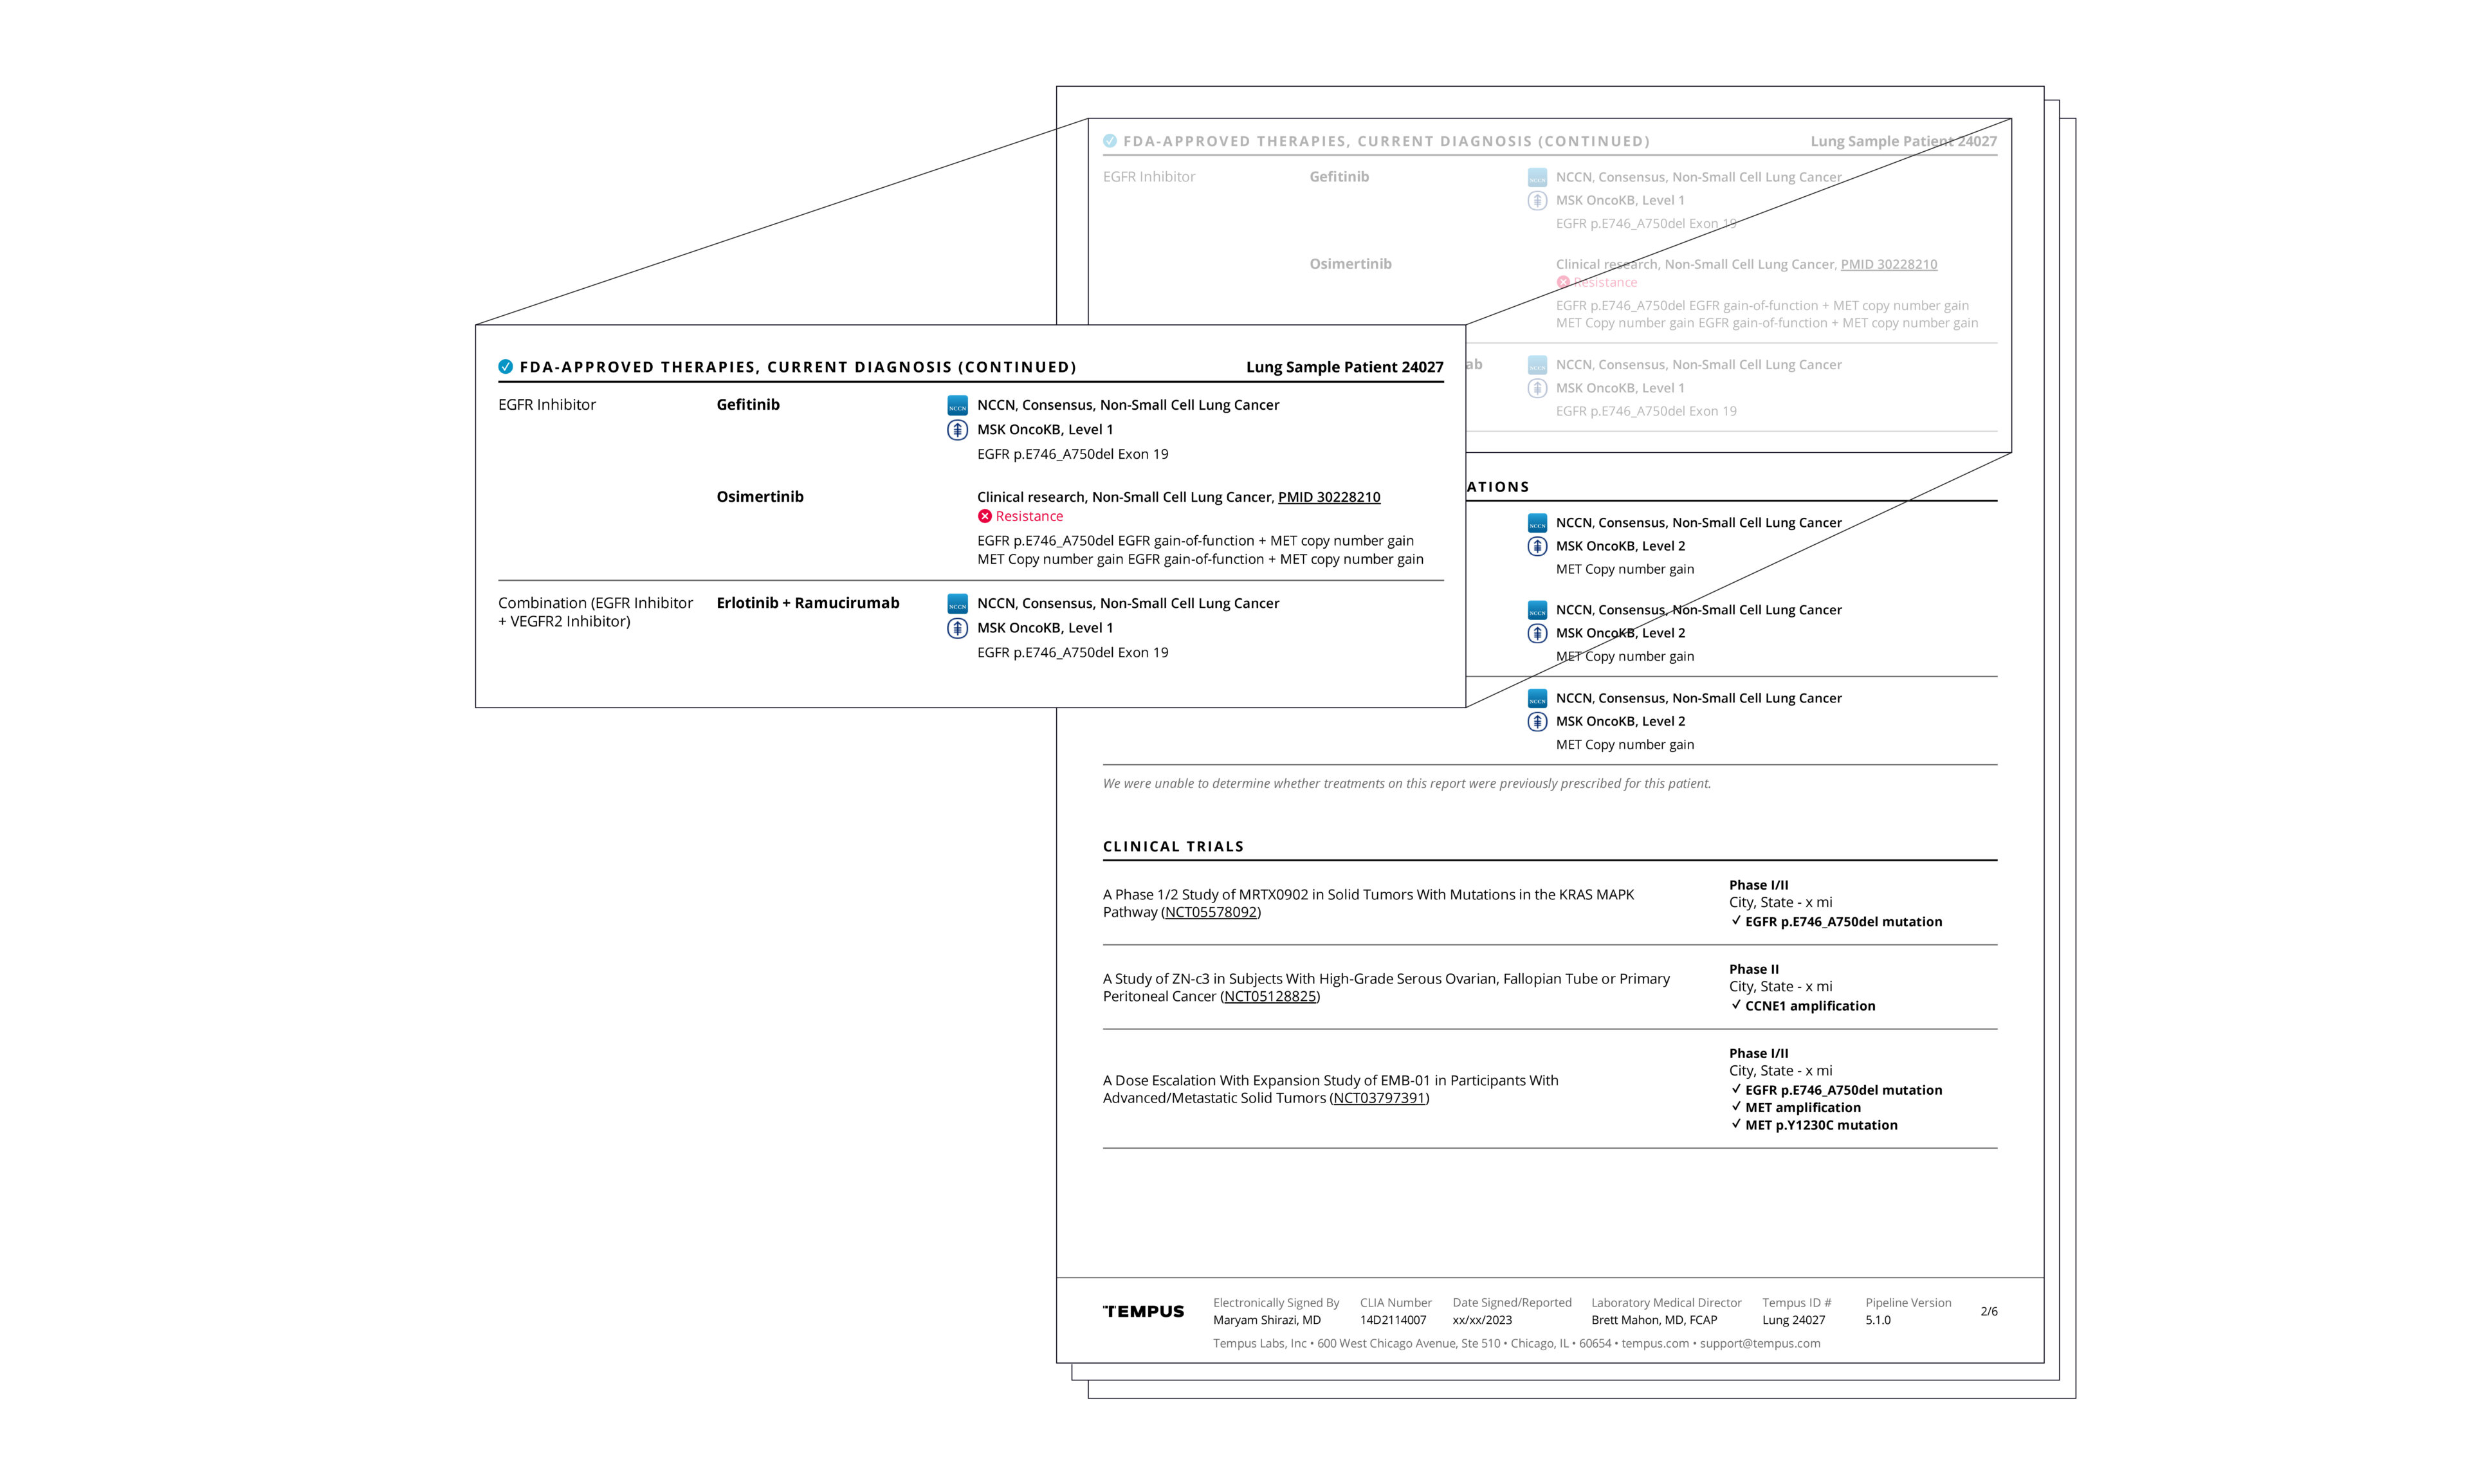 FDA-APPROVED THERAPIES, CURRENT DIAGNOSIS (CONTINUED) Lung Sample Patient 24027
EGFR Inhibitor Gefitinib NCCN NCCN, Consensus, Non-Small Cell Lung Cancer
MSK OncoKB, Level 1
EGFR p.E746_A750del Exon 19
Osimertinib Clinical research, Non-Small Cell Lung Cancer, PMID 30228210
Resistance
EGFR p.E746_A750del EGFR gain-of-function + MET copy number gain
MET Copy number gain EGFR gain-of-function + MET copy number gain
Combination (EGFR Inhibitor Erlotinib + Ramucirumab NCCN NCCN, Consensus, Non-Small Cell Lung Cancer
+ VEGFR2 Inhibitor) MSK OncoKB, Level 1
EGFR p.E746_A750del Exon 19
FDA-APPROVED THERAPIES, CURRENT DIAGNOSIS (CONTINUED) Lung Sample Patient 24027
EGFR Inhibitor Gefitinib NCCN NCCN, Consensus, Non-Small Cell Lung Cancer
MSK OncoKB, Level 1
EGFR p.E746_A750del Exon 19
Osimertinib Clinical research, Non-Small Cell Lung Cancer, PMID 30228210
Resistance
EGFR p.E746_A750del EGFR gain-of-function + MET copy number gain
MET Copy number gain EGFR gain-of-function + MET copy number gain
ab NCCN NCCN, Consensus, Non-Small Cell Lung Cancer
MSK OncoKB, Level 1
EGFR p.E746_A750del Exon 19
ATIONS
NCCN NCCN, Consensus, Non-Small Cell Lung Cancer
MSK OncoKB, Level 2
MET Copy number gain
NCCN NCCN, Consensus, Non-Small Cell Lung Cancer
MSK OncoKB, Level 2
MET Copy number gain
NCCN NCCN, Consensus, Non-Small Cell Lung Cancer
MSK OncoKB, Level 2
MET Copy number gain
We were unable to determine whether treatments on this report were previously prescribed for this patient.
CLINICAL TRIALS
A Phase 1/2 Study of MRTX0902 in Solid Tumors With Mutations in the KRAS MAPK
Pathway (NCT05578092)
Phase I/II
City, State - x mi
✓ EGFR p.E746_A750del mutation
A Study of ZN-c3 in Subjects With High-Grade Serous Ovarian, Fallopian Tube or Primary
Peritoneal Cancer (NCT05128825)
Phase II
City, State - x mi
✓ CCNE1 amplification
A Dose Escalation With Expansion Study of EMB-01 in Participants With
Advanced/Metastatic Solid Tumors (NCT03797391)
Phase I/II
City, State - x mi
✓ EGFR p.E746_A750del mutation
✓ MET amplification
✓ MET p.Y1230C mutation
TEMPUS
Electronically Signed By CLIA Number Date Signed/Reported Laboratory Medical Director Tempus ID # Pipeline Version
Maryam Shirazi, MD 14D2114007 xx/xx/2023 Brett Mahon, MD, FCAP Lung 24027 5.1.0 2/6
Tempus Labs, Inc • 600 West Chicago Avenue, Ste 510 • Chicago, IL • 60654 • tempus.com • support@tempus.com